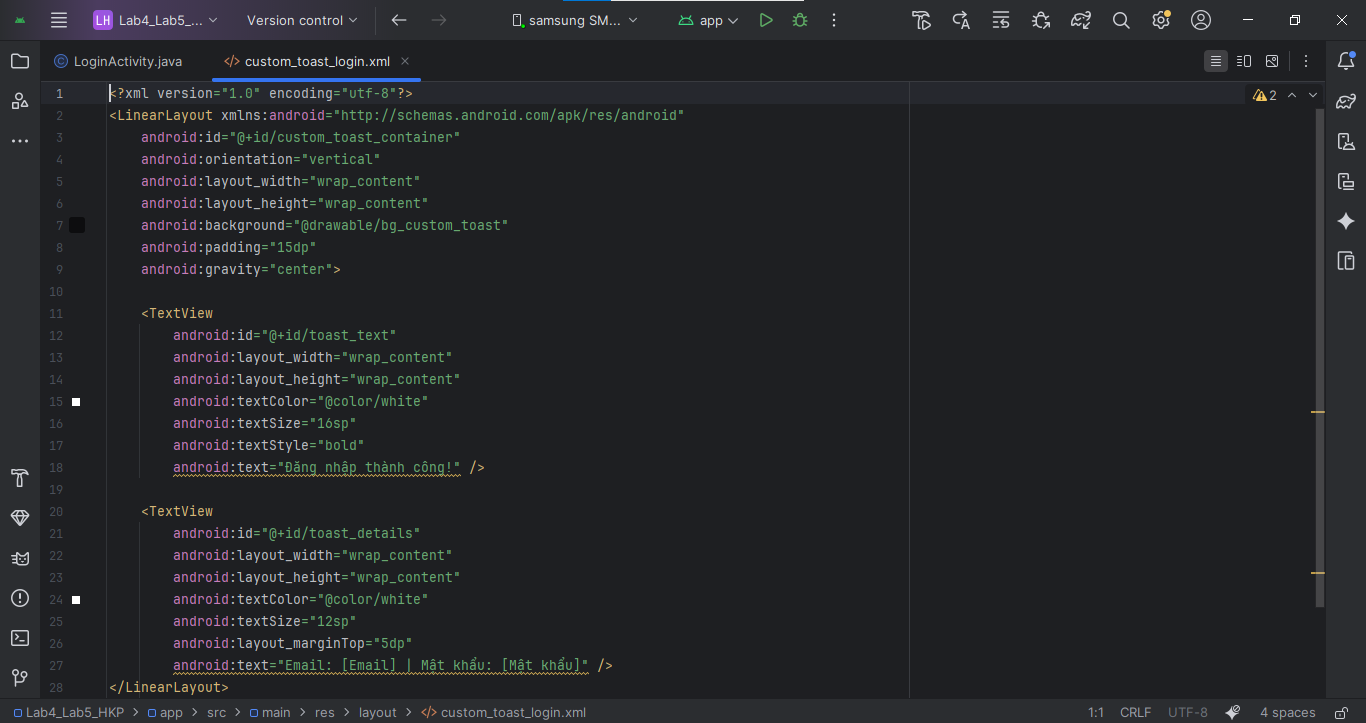 LH Lab4_Lab5_... Version control samsung SM... app
LoginActivity.java custom_toast_login.xml
1 <?xml version="1.0" encoding="utf-8"?> 2
2 <LinearLayout xmlns:android="http://schemas.android.com/apk/res/android"
3 android:id="@+id/custom_toast_container"
4 android:orientation="vertical"
5 android:layout_width="wrap_content"
6 android:layout_height="wrap_content"
7 android:background="@drawable/bg_custom_toast"
8 android:padding="15dp"
9 android:gravity="center">
10
11 <TextView
12 android:id="@+id/toast_text"
13 android:layout_width="wrap_content"
14 android:layout_height="wrap_content"
15 android:textColor="@color/white"
16 android:textSize="16sp"
17 android:textStyle="bold"
18 android:text="Đăng nhập thành công!" />
19
20 <TextView
21 android:id="@+id/toast_details"
22 android:layout_width="wrap_content"
23 android:layout_height="wrap_content"
24 android:textColor="@color/white"
25 android:textSize="12sp"
26 android:layout_marginTop="5dp"
27 android:text="Email: [Email] | Mật khẩu: [Mật khẩu]" />
28 </LinearLayout>
Lab4_Lab5_HKP > app > src > main > res > layout > custom_toast_login.xml 1:1 CRLF UTF-8 4 spaces